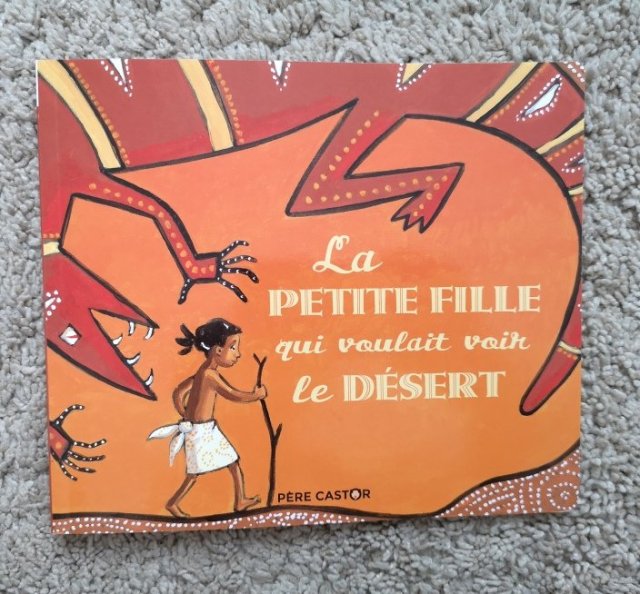 La
PETITE FILLE
qui voulait voir
le DÉSERT
PÈRE CASTOR